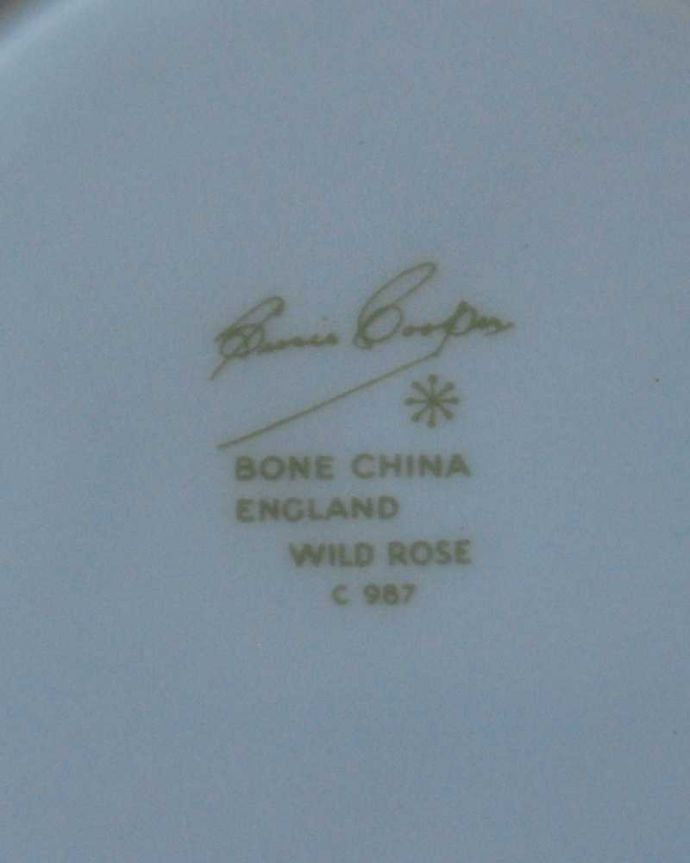 Susie Cooper
BONE CHINA
ENGLAND
WILD ROSE
C 987